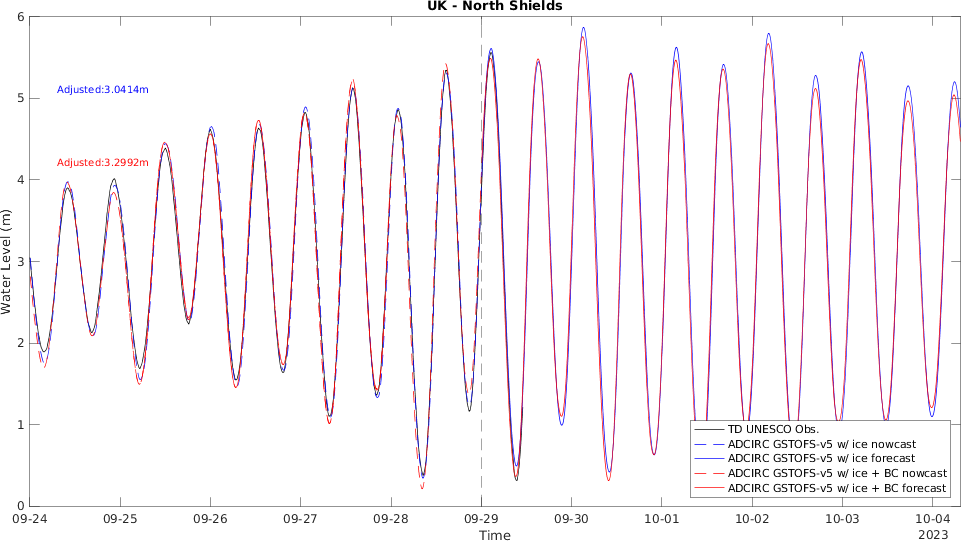 UK - North Shields
Water Level (m)
6
5
4
3
2
1
0
Adjusted:3.0414m
Adjusted:3.2992m
TD UNESCO Obs.
ADCIRC GSTOFS-v5 w/ ice nowcast
ADCIRC GSTOFS-v5 w/ ice forecast
ADCIRC GSTOFS-v5 w/ ice + BC nowcast
ADCIRC GSTOFS-v5 w/ ice + BC forecast
09-24 09-25 09-26 09-27 09-28 09-29 09-30 10-01 10-02 10-03 10-04
Time
2023